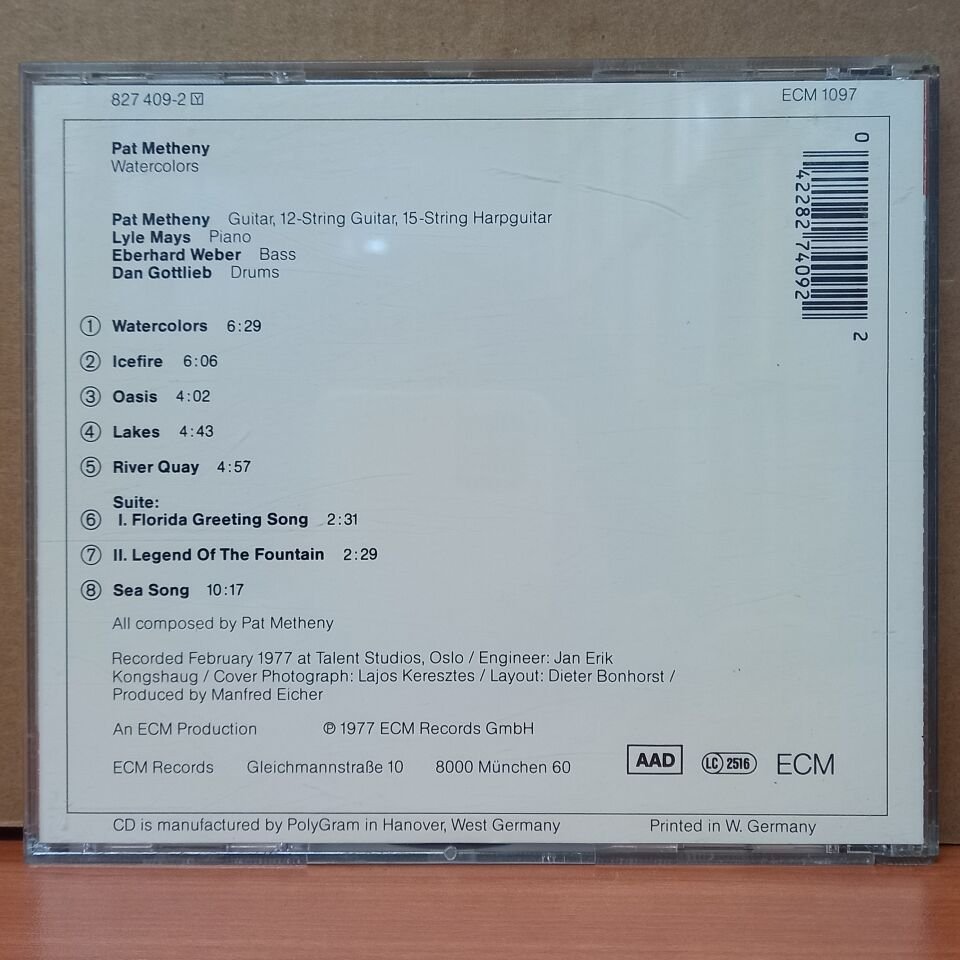 827 409-2 Y ECM 1097
Pat Metheny
Watercolors
Pat Metheny Guitar, 12-String Guitar, 15-String Harpguitar
Lyle Mays Piano
Eberhard Weber Bass
Dan Gottlieb Drums
0 42282 74092 2
① Watercolors 6:29
② Icefire 6:06
③ Oasis 4:02
④ Lakes 4:43
⑤ River Quay 4:57
Suite:
⑥ I. Florida Greeting Song 2:31
⑦ II. Legend Of The Fountain 2:29
⑧ Sea Song 10:17
All composed by Pat Metheny
Recorded February 1977 at Talent Studios, Oslo / Engineer: Jan Erik
Kongshaug / Cover Photograph: Lajos Keresztes / Layout: Dieter Bonhorst /
Produced by Manfred Eicher
An ECM Production ℗ 1977 ECM Records GmbH
ECM Records Gleichmannstraße 10 8000 München 60 AAD LC 2516 ECM
CD is manufactured by PolyGram in Hanover, West Germany Printed in W. Germany